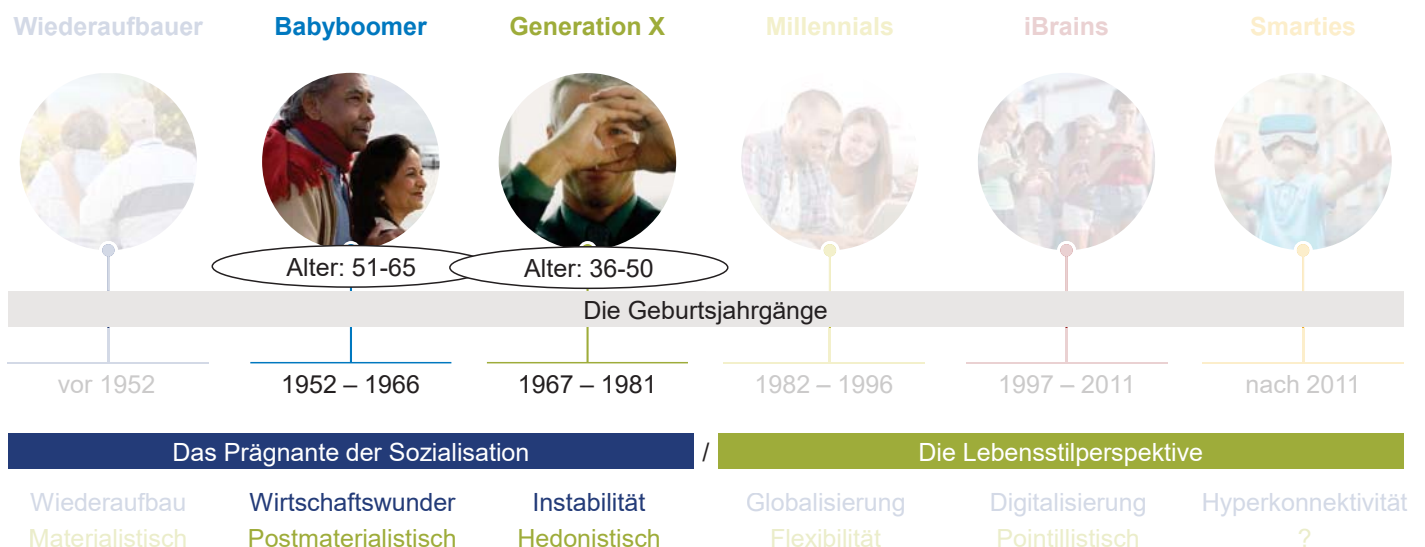 Wiederaufbauer Babyboomer Generation X Millennials iBrains Smarties
Alter: 51-65 Alter: 36-50
Die Geburtsjahrgänge
vor 1952 1952 – 1966 1967 – 1981 1982 – 1996 1997 – 2011 nach 2011
Das Prägnante der Sozialisation / Die Lebensstilperspektive
Wiederaufbau Wirtschaftswunder Instabilität Globalisierung Digitalisierung Hyperkonnektivität
Materialistisch Postmaterialistisch Hedonistisch Flexibilität Pointillistisch ?